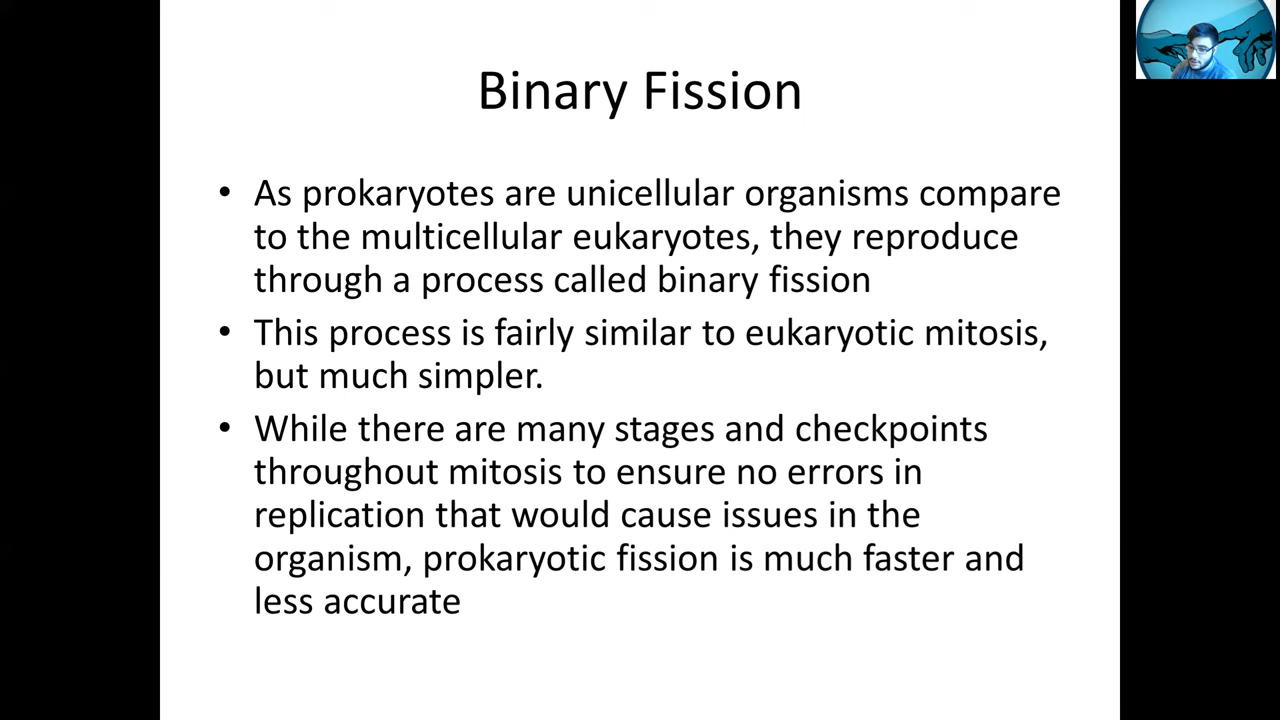 Binary Fission
• As prokaryotes are unicellular organisms compare
to the multicellular eukaryotes, they reproduce
through a process called binary fission
• This process is fairly similar to eukaryotic mitosis,
but much simpler.
• While there are many stages and checkpoints
throughout mitosis to ensure no errors in
replication that would cause issues in the
organism, prokaryotic fission is much faster and
less accurate